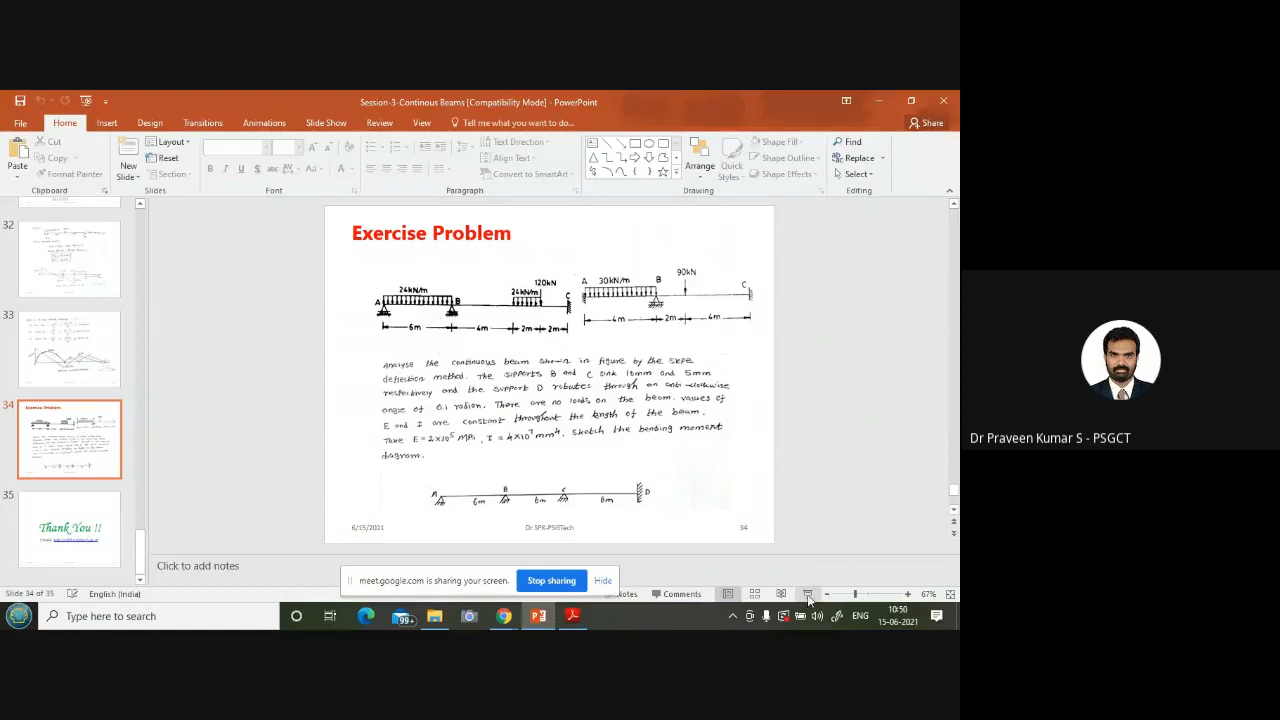 Session-3-Continous Beams [Compatibility Mode] - PowerPoint
File Home Insert Design Transitions Animations Slide Show Review View Tell me what you want to do... Share
Paste
Cut
Copy
Format Painter
Clipboard
New
Slide
Layout
Reset
Section
Slides
B I U S abc AV Aa A
Font
Text Direction
Align Text
Convert to SmartArt
Paragraph
Arrange
Quick
Styles
Shape Fill
Shape Outline
Shape Effects
Drawing
Find
Replace
Select
Editing
32
33
34
35
Thank You !!
Exercise Problem
24kN/m 24kN/m 120kN
A B C
6m 4m 2m 2m
A 30kN/m B 90kN C
4m 2m 4m
Analyse the continuous beam shown in figure by the slope
deflection method. The supports B and C sink 10mm and 5mm
respectively and the support D rotates through an anti-clockwise
angle of 0.1 radian. There are no loads on the beam. values of
E and I are constant throughout the length of the beam.
Take E=2×10⁵ MPa, I = 4×10⁷ mm⁴. Sketch the bending moment
diagram.
A B C D
6m 6m 6m
6/15/2021 Dr SPK-PSGTech 34
Click to add notes
meet.google.com is sharing your screen. Stop sharing Hide
Slide 34 of 35 English (India) Notes Comments 67%
Type here to search
99+
ENG
10:50
15-06-2021
Dr Praveen Kumar S - PSGCT